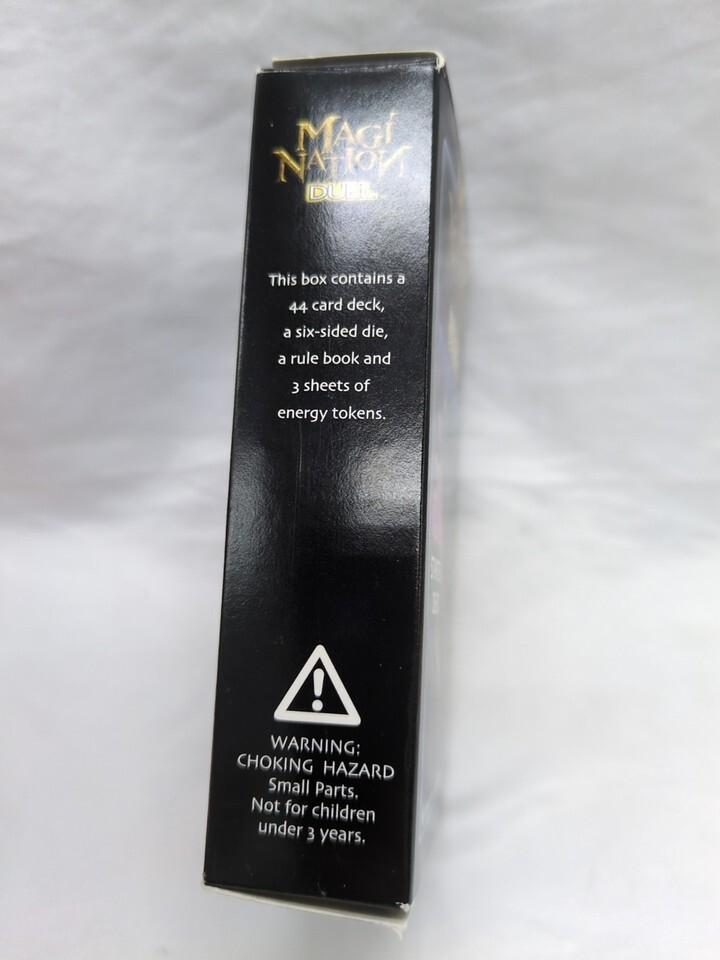 MAGI
NATION
DUEL
This box contains a
44 card deck,
a six-sided die,
a rule book and
3 sheets of
energy tokens.
WARNING:
CHOKING HAZARD
Small Parts.
Not for children
under 3 years.